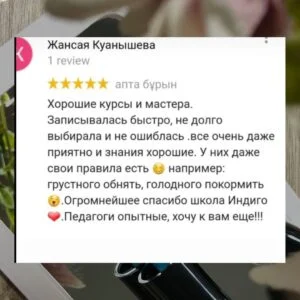 Жансая Куанышева
1 review
апта бұрын
Хорошие курсы и мастера.
Записывалась быстро, не долго
выбирала и не ошиблась .все очень даже
приятно и знания хорошие. У них даже
свои правила есть 😊 например:
грустного обнять, голодного покормить
😮.Огромнейшее спасибо школа Индиго
❤️.Педагоги опытные, хочу к вам еще!!!